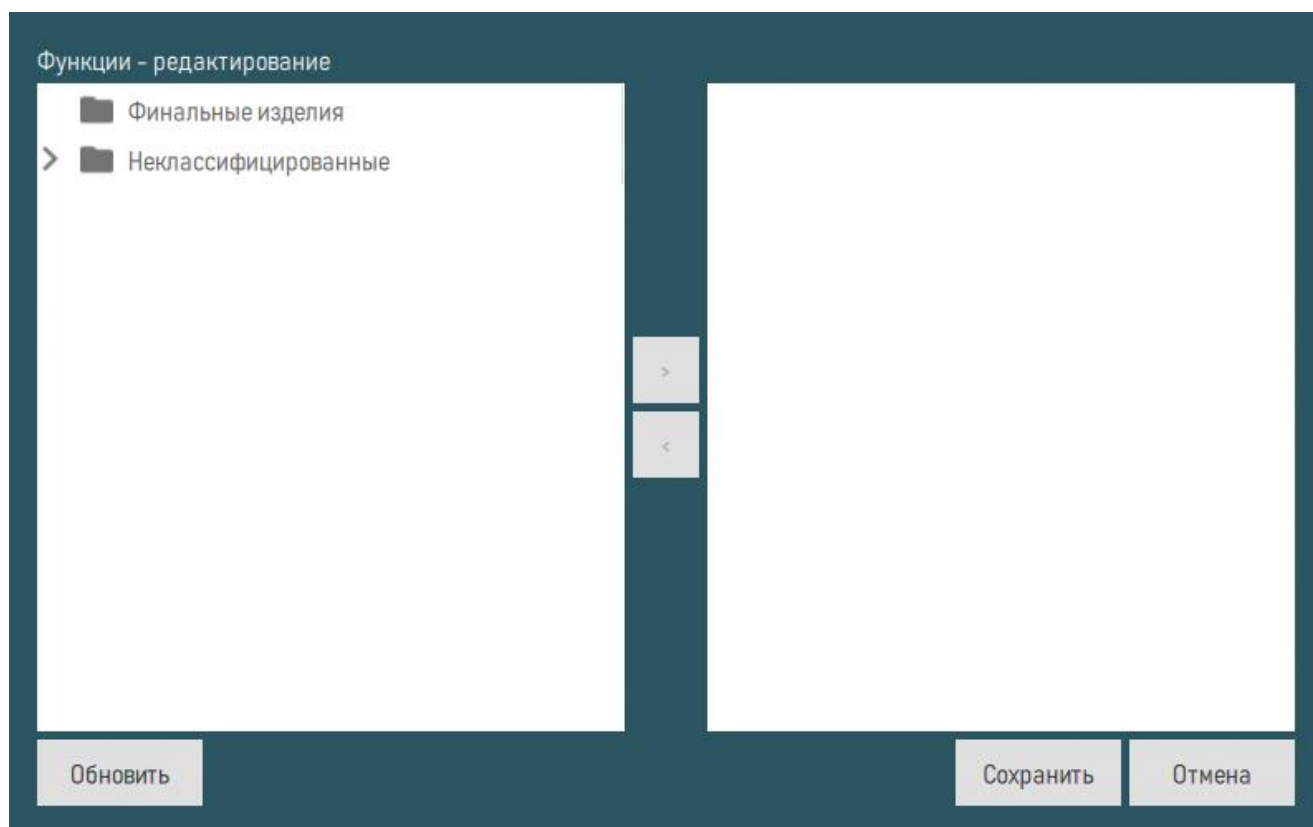 Функции - редактирование
Финальные изделия
Неклассифицированные
>
<
Обновить
Сохранить
Отмена